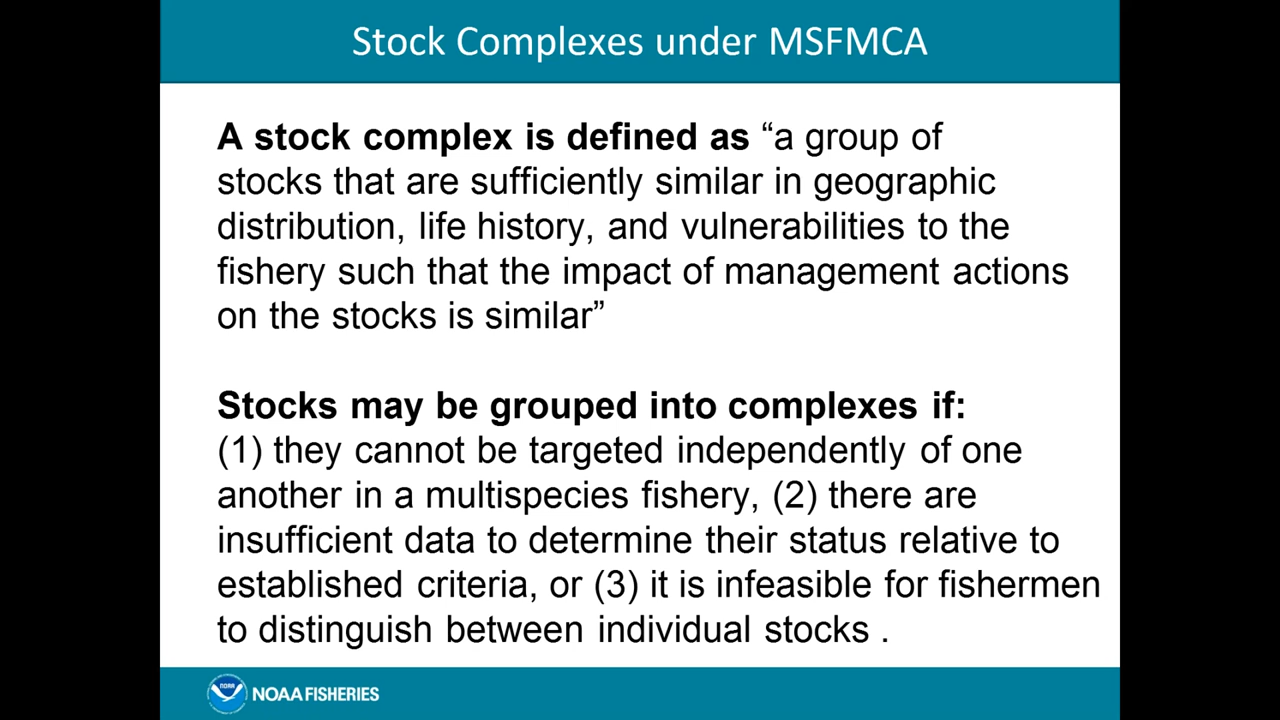 Stock Complexes under MSFMCA
A stock complex is defined as “a group of
stocks that are sufficiently similar in geographic
distribution, life history, and vulnerabilities to the
fishery such that the impact of management actions
on the stocks is similar”
Stocks may be grouped into complexes if:
(1) they cannot be targeted independently of one
another in a multispecies fishery, (2) there are
insufficient data to determine their status relative to
established criteria, or (3) it is infeasible for fishermen
to distinguish between individual stocks .
NOAA
NOAA FISHERIES